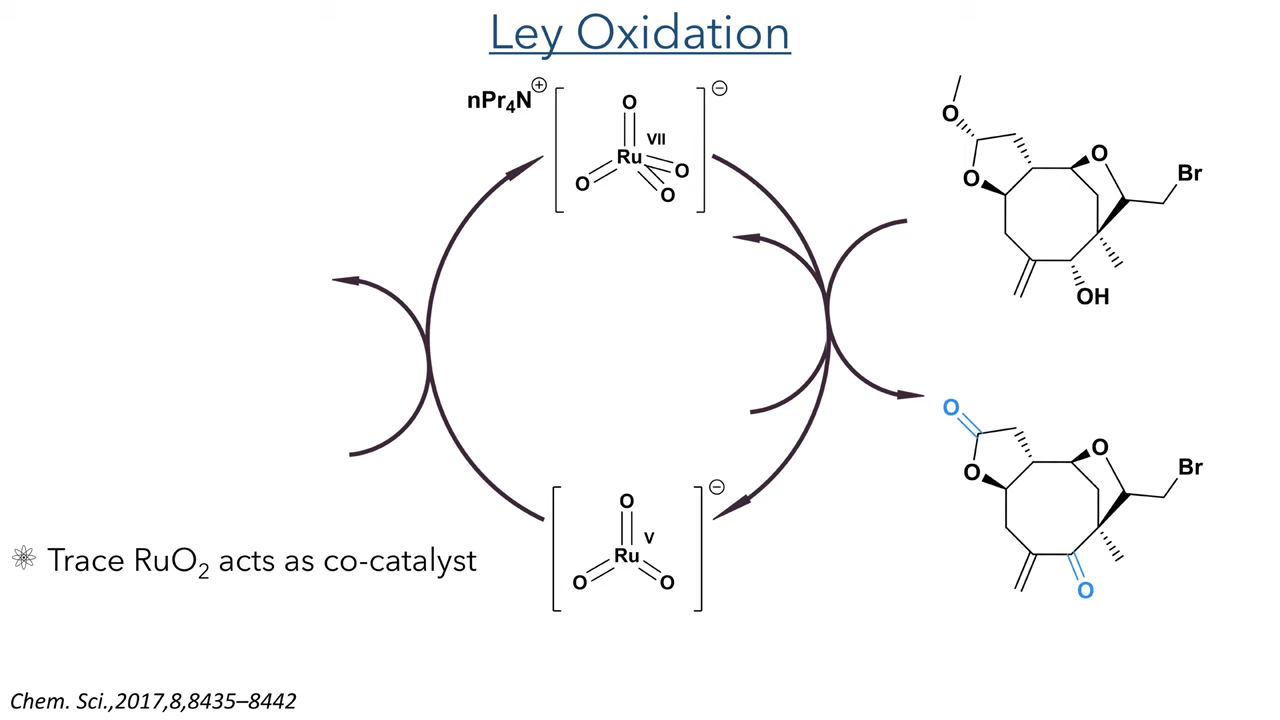 Ley Oxidation
nPr₄N⊕
⊖
O
VII
Ru
O
O
O
O
O
O
Br
OH
O
O
O
Br
O
⊖
O
V
Ru
O
O
Trace RuO₂ acts as co-catalyst
Chem. Sci.,2017,8,8435–8442